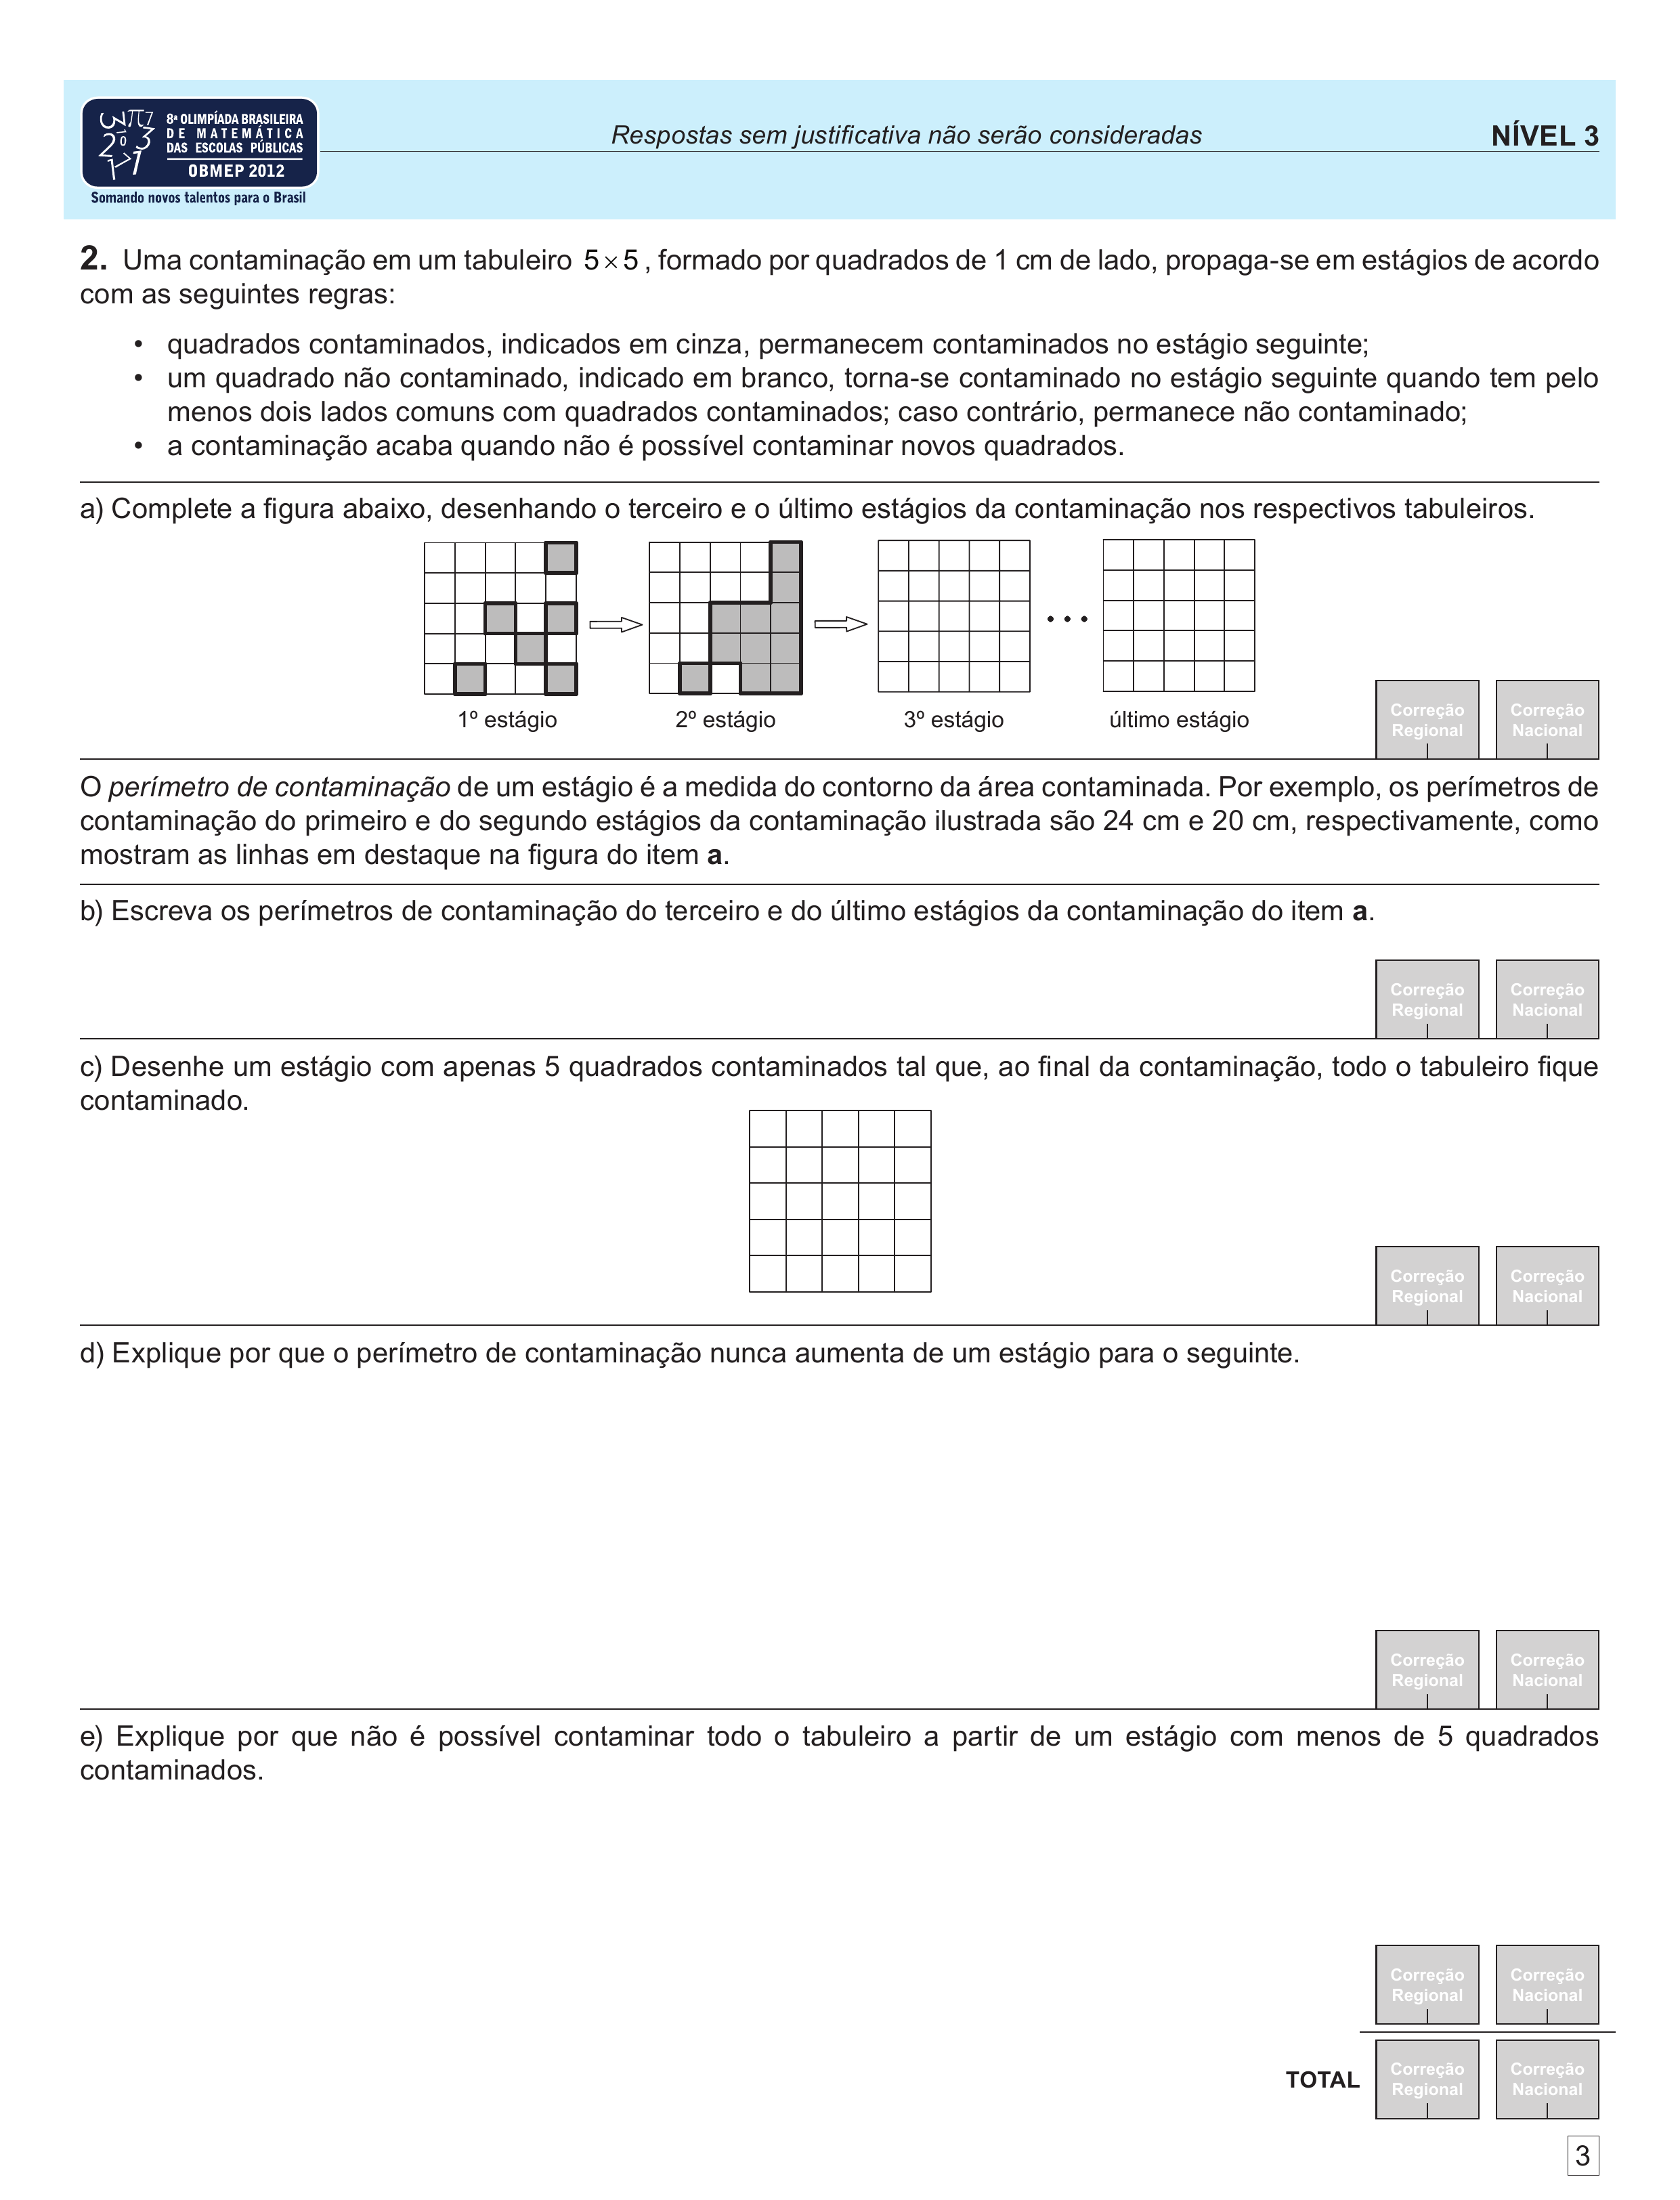 8ª OLIMPÍADA BRASILEIRA
DE MATEMÁTICA
DAS ESCOLAS PÚBLICAS
OBMEP 2012
Somando novos talentos para o Brasil
Respostas sem justificativa não serão consideradas
NÍVEL 3
2. Uma contaminação em um tabuleiro 5×5, formado por quadrados de 1 cm de lado, propaga-se em estágios de acordo
com as seguintes regras:
• quadrados contaminados, indicados em cinza, permanecem contaminados no estágio seguinte;
• um quadrado não contaminado, indicado em branco, torna-se contaminado no estágio seguinte quando tem pelo
menos dois lados comuns com quadrados contaminados; caso contrário, permanece não contaminado;
• a contaminação acaba quando não é possível contaminar novos quadrados.
a) Complete a figura abaixo, desenhando o terceiro e o último estágios da contaminação nos respectivos tabuleiros.
• • •
1º estágio
2º estágio
3º estágio
último estágio
Correção
Regional
Correção
Nacional
O perímetro de contaminação de um estágio é a medida do contorno da área contaminada. Por exemplo, os perímetros de
contaminação do primeiro e do segundo estágios da contaminação ilustrada são 24 cm e 20 cm, respectivamente, como
mostram as linhas em destaque na figura do item a.
b) Escreva os perímetros de contaminação do terceiro e do último estágios da contaminação do item a.
Correção
Regional
Correção
Nacional
c) Desenhe um estágio com apenas 5 quadrados contaminados tal que, ao final da contaminação, todo o tabuleiro fique
contaminado.
Correção
Regional
Correção
Nacional
d) Explique por que o perímetro de contaminação nunca aumenta de um estágio para o seguinte.
Correção
Regional
Correção
Nacional
e) Explique por que não é possível contaminar todo o tabuleiro a partir de um estágio com menos de 5 quadrados
contaminados.
Correção
Regional
Correção
Nacional
TOTAL
Correção
Regional
Correção
Nacional
3